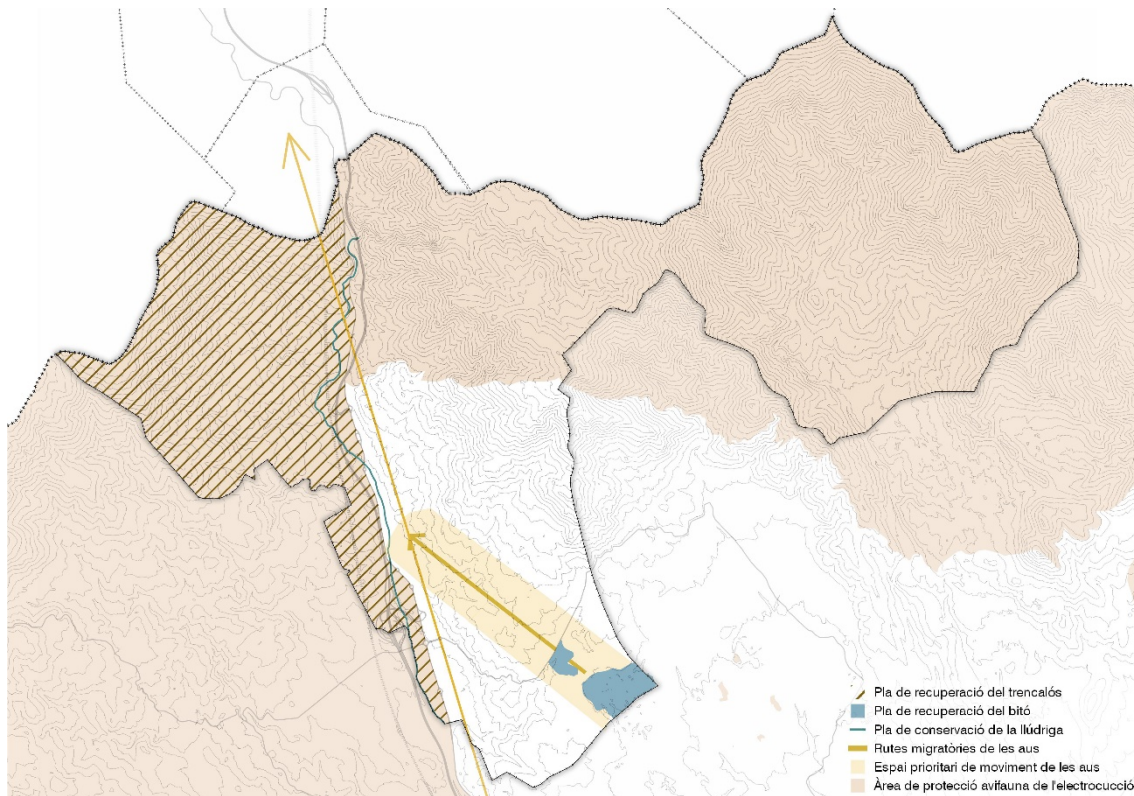 Pla de recuperació del trencalós
Pla de recuperació del bitó
Pla de conservació de la llúdriga
Rutes migratòries de les aus
Espai prioritari de moviment de les aus
Àrea de protecció avifauna de l'electrocució